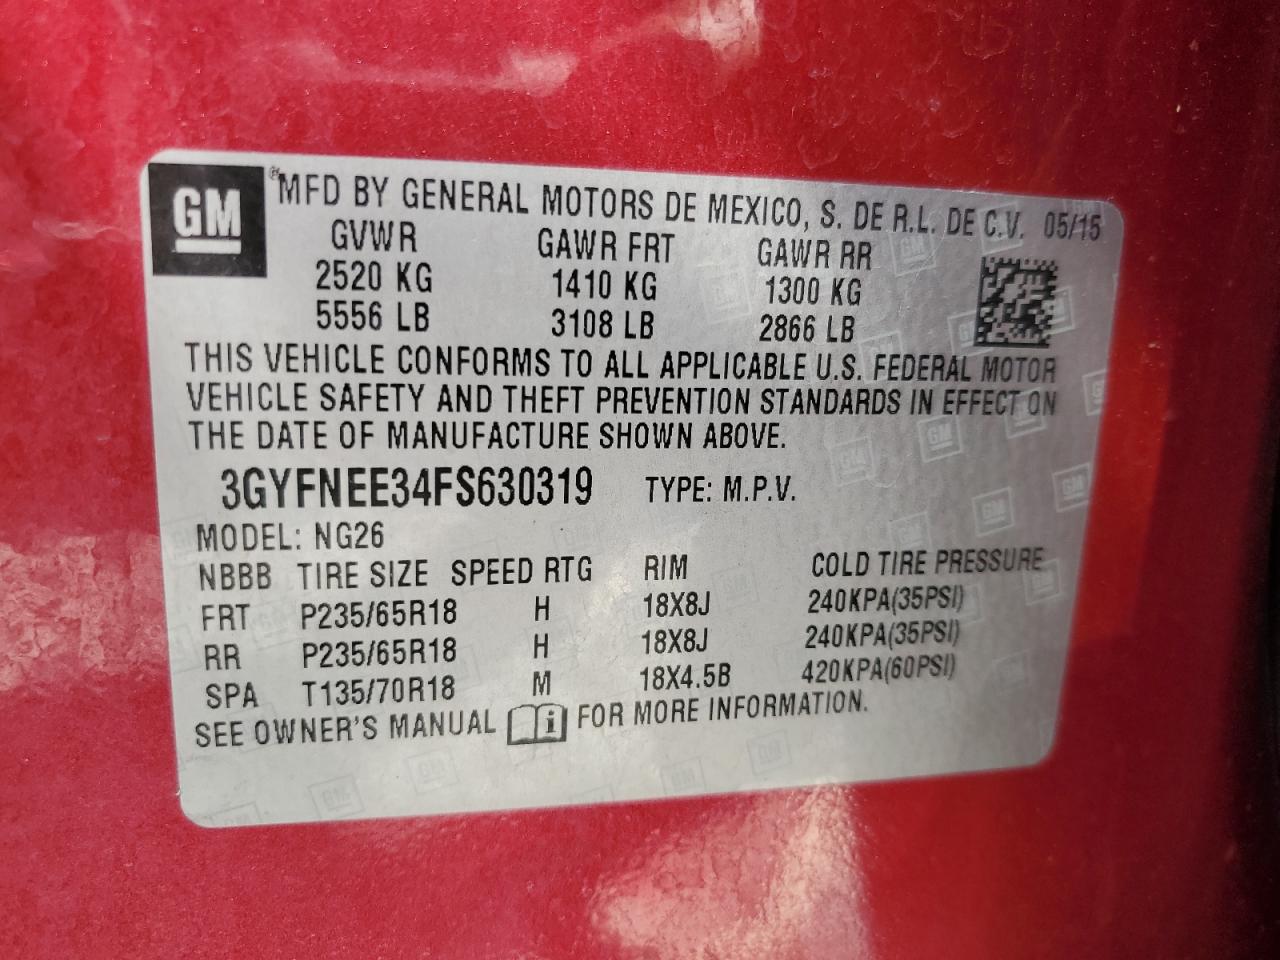 GM ® MFD BY GENERAL MOTORS DE MEXICO, S. DE R.L. DE C.V. 05/15
GVWR GAWR FRT GAWR RR
2520 KG 1410 KG 1300 KG
5556 LB 3108 LB 2866 LB
THIS VEHICLE CONFORMS TO ALL APPLICABLE U.S. FEDERAL MOTOR
VEHICLE SAFETY AND THEFT PREVENTION STANDARDS IN EFFECT ON
THE DATE OF MANUFACTURE SHOWN ABOVE.
3GYFNEE34FS630319 TYPE: M.P.V.
MODEL: NG26
NBBB TIRE SIZE SPEED RTG RIM COLD TIRE PRESSURE
FRT P235/65R18 H 18X8J 240KPA(35PSI)
RR P235/65R18 H 18X8J 240KPA(35PSI)
SPA T135/70R18 M 18X4.5B 420KPA(60PSI)
SEE OWNER'S MANUAL i FOR MORE INFORMATION.